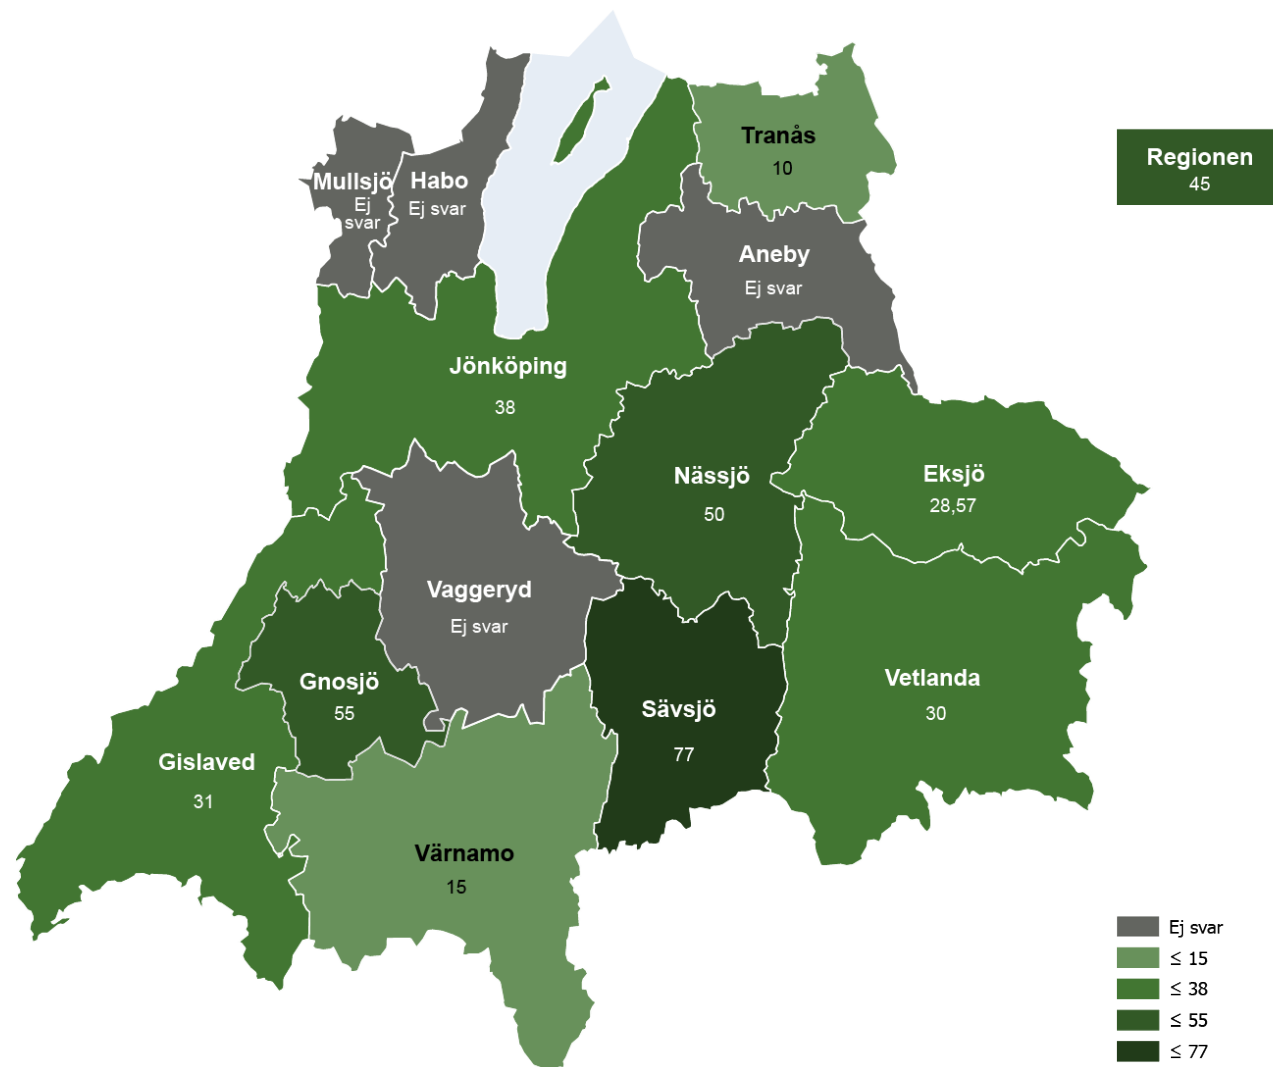 Tranås
10
Regionen
45
Mullsjö
Ej
svar
Habo
Ej svar
Aneby
Ej svar
Jönköping
38
Nässjö
50
Eksjö
28,57
Vaggeryd
Ej svar
Gnosjö
55
Sävsjö
77
Vetlanda
30
Gislaved
31
Värnamo
15
Ej svar
≤ 15
≤ 38
≤ 55
≤ 77